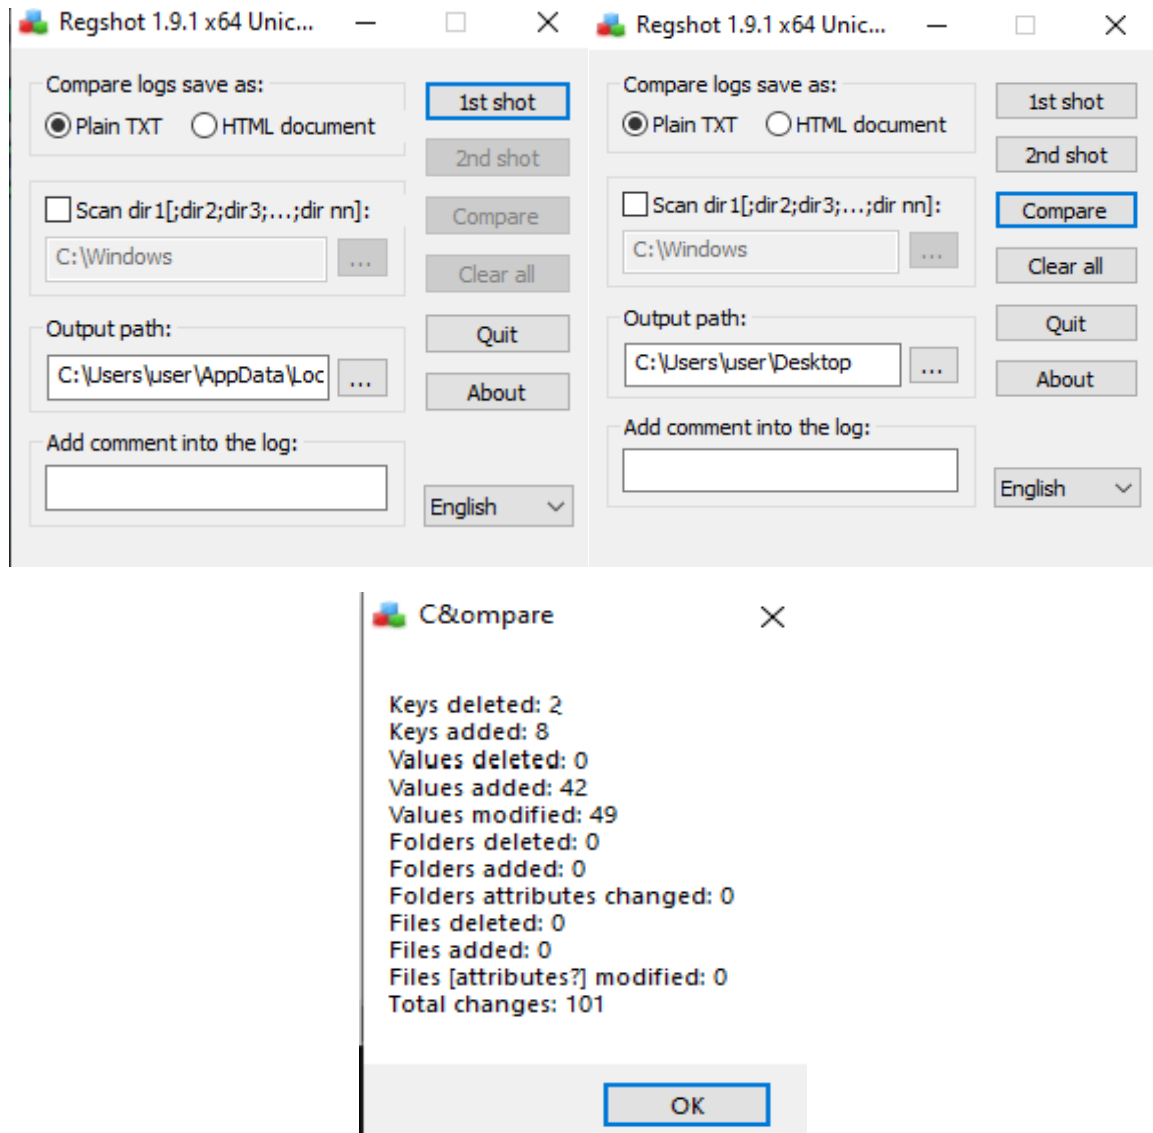 Regshot 1.9.1 x64 Unic...
Compare logs save as:
Plain TXT HTML document
1st shot
2nd shot
Scan dir1[;dir2;dir3;...;dir nn]:
Compare
C:\Windows ...
Clear all
Output path:
Quit
C:\Users\user\AppData\Loc ...
About
Add comment into the log:
English
Regshot 1.9.1 x64 Unic...
Compare logs save as:
Plain TXT HTML document
1st shot
2nd shot
Scan dir1[;dir2;dir3;...;dir nn]:
Compare
C:\Windows ...
Clear all
Output path:
Quit
C:\Users\user\Desktop ...
About
Add comment into the log:
English
C&ompare
Keys deleted: 2
Keys added: 8
Values deleted: 0
Values added: 42
Values modified: 49
Folders deleted: 0
Folders added: 0
Folders attributes changed: 0
Files deleted: 0
Files added: 0
Files [attributes?] modified: 0
Total changes: 101
OK